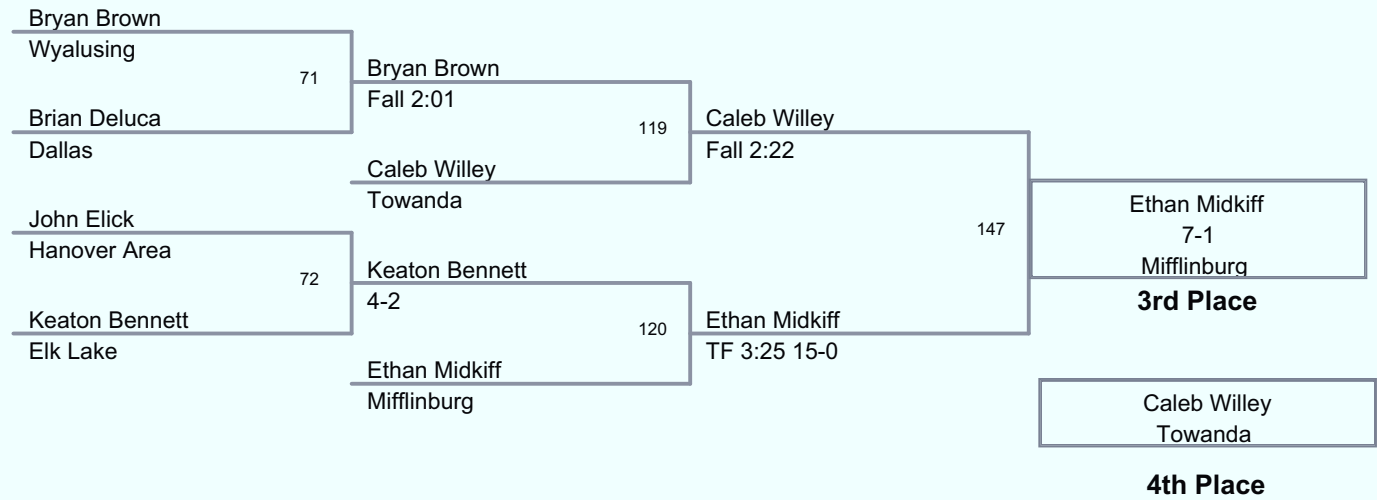 Bryan Brown
Wyalusing
71
Brian Deluca
Dallas
John Elick
Hanover Area
72
Keaton Bennett
Elk Lake
Bryan Brown
Fall 2:01
119
Caleb Willey
Towanda
Keaton Bennett
4-2
120
Ethan Midkiff
Mifflinburg
Caleb Willey
Fall 2:22
147
Ethan Midkiff
TF 3:25 15-0
Ethan Midkiff
7-1
Mifflinburg
3rd Place
Caleb Willey
Towanda
4th Place